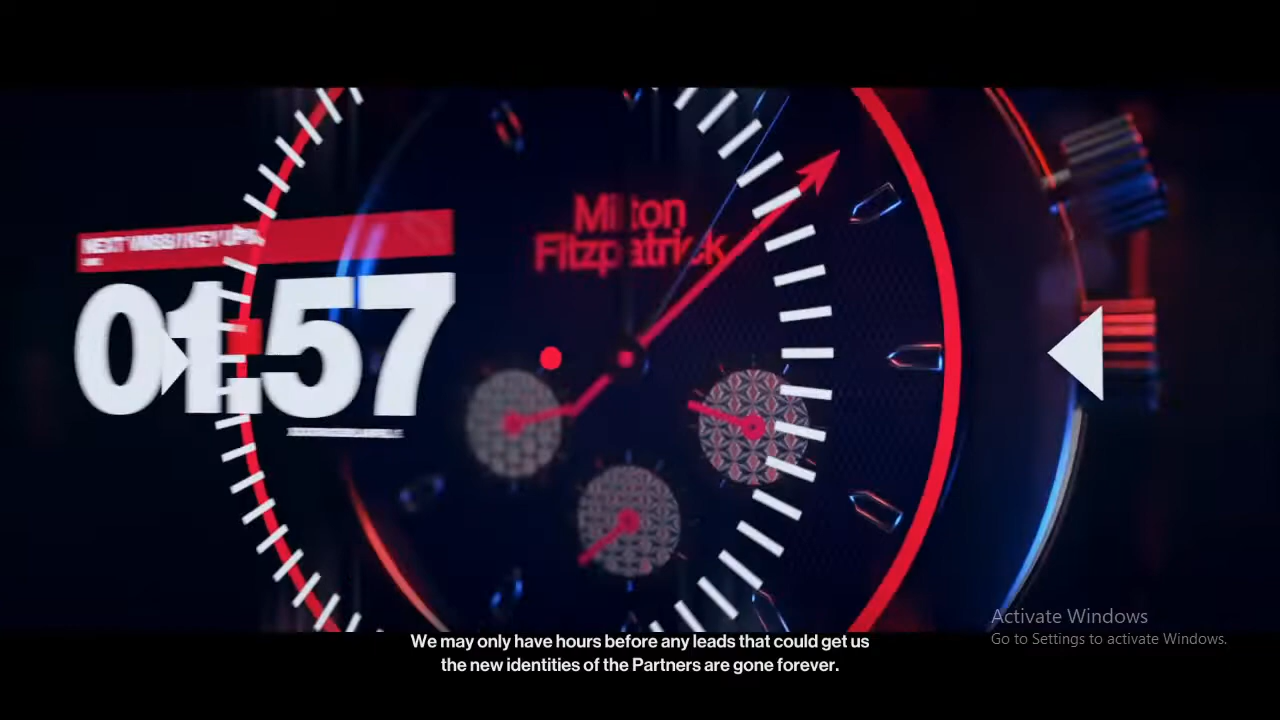 Milton
Fitzpatrick
01:57
We may only have hours before any leads that could get us
the new identities of the Partners are gone forever.
Activate Windows
Go to Settings to activate Windows.